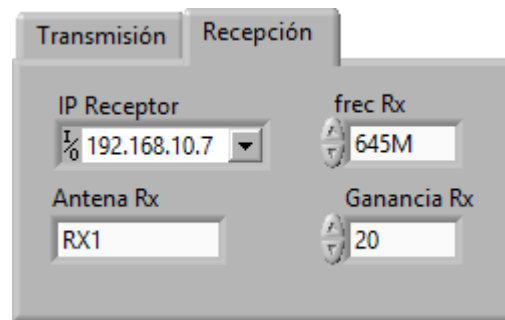 Transmisión Recepción
IP Receptor frec Rx
I/O 192.168.10.7 645M
Antena Rx Ganancia Rx
RX1 20